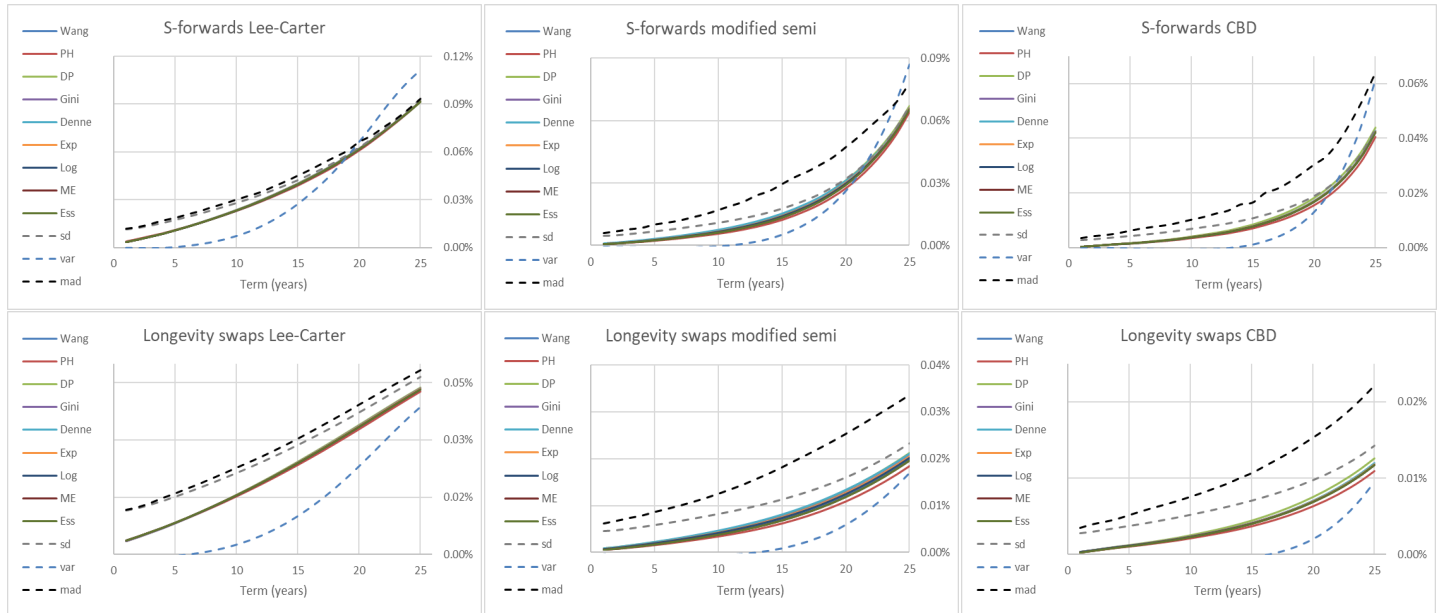 S-forwards Lee-Carter
Wang
PH
DP
Gini
Denne
Exp
Log
ME
Ess
sd
var
mad
0.12%
0.09%
0.06%
0.03%
0.00%
0 5 10 15 20 25
Term (years)
S-forwards modified semi
Wang
PH
DP
Gini
Denne
Exp
Log
ME
Ess
sd
var
mad
0.09%
0.06%
0.03%
0.00%
0 5 10 15 20 25
Term (years)
S-forwards CBD
Wang
PH
DP
Gini
Denne
Exp
Log
ME
Ess
sd
var
mad
0.06%
0.04%
0.02%
0.00%
0 5 10 15 20 25
Term (years)
Longevity swaps Lee-Carter
Wang
PH
DP
Gini
Denne
Exp
Log
ME
Ess
sd
var
mad
0.05%
0.03%
0.02%
0.00%
0 5 10 15 20 25
Term (years)
Longevity swaps modified semi
Wang
PH
DP
Gini
Denne
Exp
Log
ME
Ess
sd
var
mad
0.04%
0.03%
0.02%
0.01%
0.00%
0 5 10 15 20 25
Term (years)
Longevity swaps CBD
Wang
PH
DP
Gini
Denne
Exp
Log
ME
Ess
sd
var
mad
0.02%
0.01%
0.00%
0 5 10 15 20 25
Term (years)